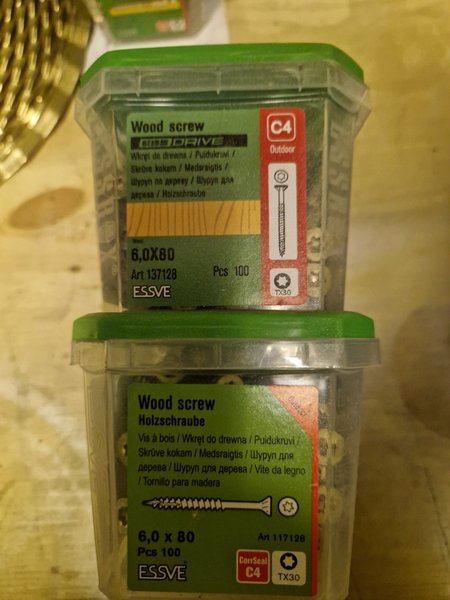 Wood screw
C4
ESSDRIVE
Outdoor
Wkręt do drewna / Puidukruvi /
Skrūve kokam / Medsraigtis /
Шуруп по дереву / Шуруп для
дерева / Holzschraube
6,0X80
Art 137128
Pcs 100
ESSVE
TX30
Wood screw
Holzschraube
Vis à bois / Wkręt do drewna / Puidukruvi /
Skrūve kokam / Medsraigtis / Шуруп для
дерева / Шуруп для дерева / Vite da legno
/ Tornillo para madera
6,0 x 80
Art 117128
Pcs 100
ESSVE
CorrSeal
C4
TX30